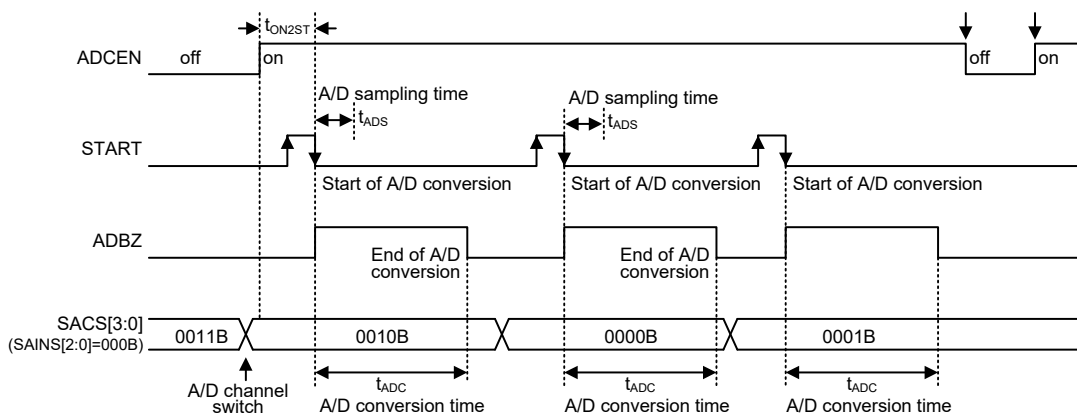 tON2ST
ADCEN
off
on
off
on
A/D sampling time
tADS
A/D sampling time
tADS
START
Start of A/D conversion
Start of A/D conversion
Start of A/D conversion
ADBZ
End of A/D
conversion
End of A/D
conversion
SACS[3:0]
(SAINS[2:0]=000B)
0011B
0010B
0000B
0001B
A/D channel
switch
tADC
A/D conversion time
tADC
A/D conversion time
tADC
A/D conversion time